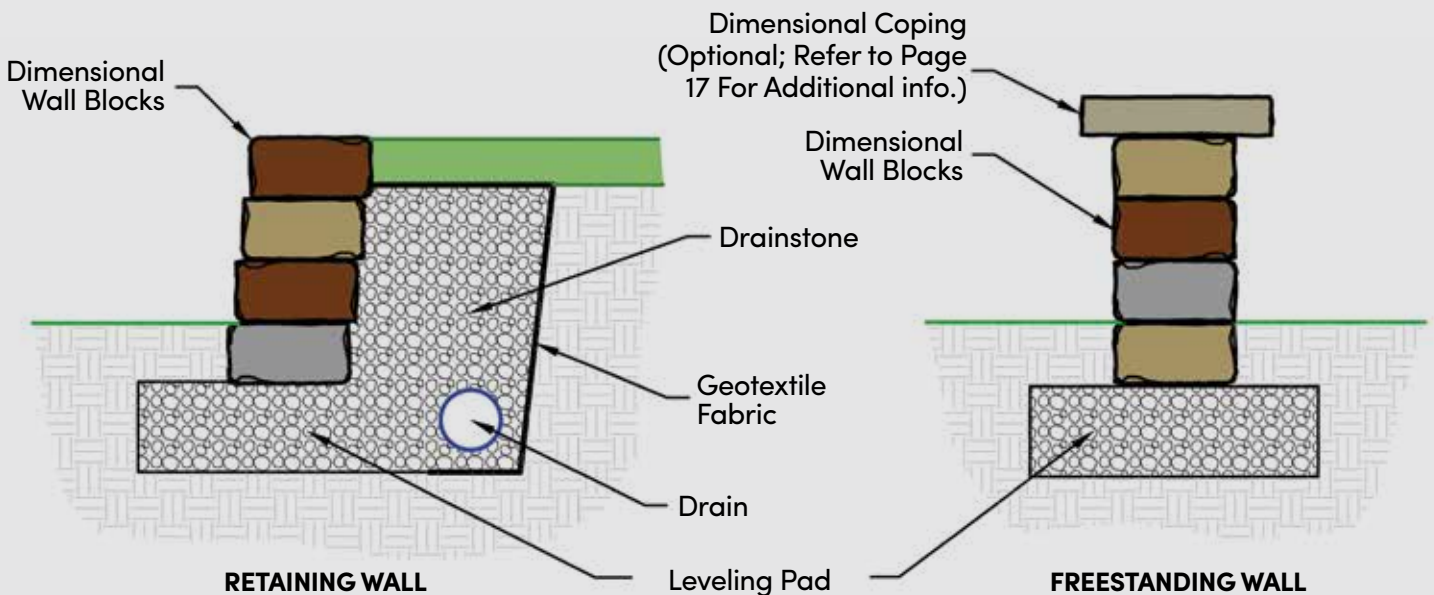 Dimensional
Wall Blocks
Dimensional Coping
(Optional; Refer to Page
17 For Additional info.)
Dimensional
Wall Blocks
Drainstone
Geotextile
Fabric
Drain
Leveling Pad
RETAINING WALL
FREESTANDING WALL